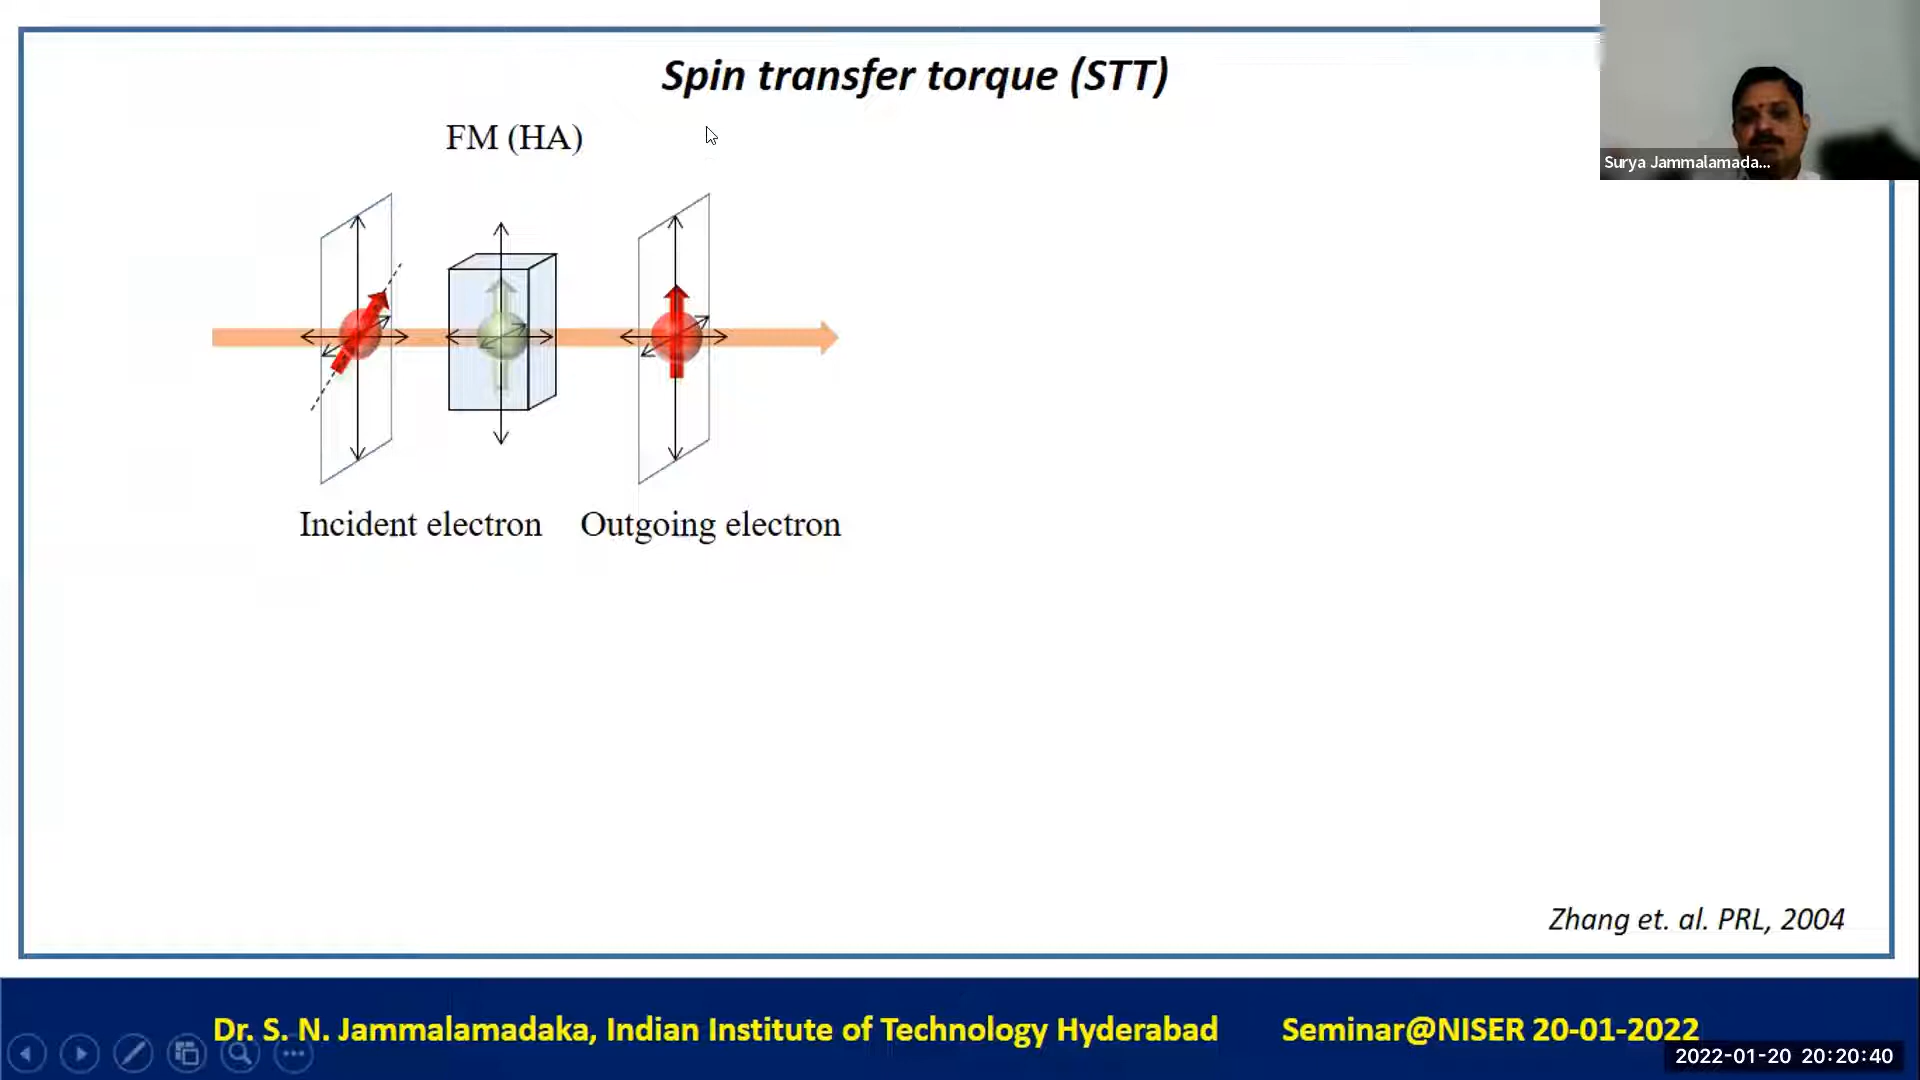 Spin transfer torque (STT)
FM (HA)
Surya Jammalamada...
Incident electron
Outgoing electron
Zhang et. al. PRL, 2004
Dr. S. N. Jammalamadaka, Indian Institute of Technology Hyderabad
Seminar@NISER 20-01-2022
2022-01-20 20:20:40